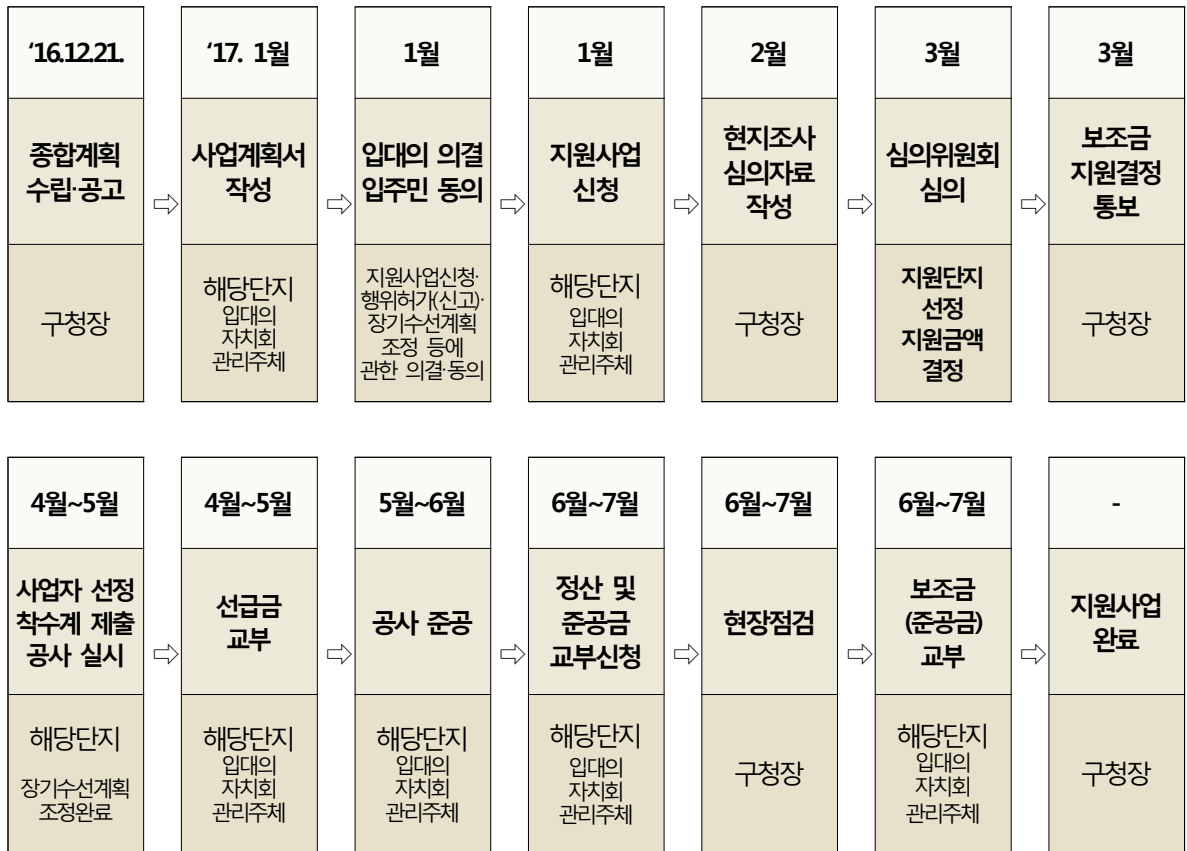 '16.12.21.
'17. 1월
1월
1월
2월
3월
3월
종합계획
수립·공고
사업계획서
작성
입대의 의결
입주민 동의
지원사업
신청
현지조사
심의자료
작성
심의위원회
심의
보조금
지원결정
통보
⇨
⇨
⇨
⇨
⇨
⇨
구청장
해당단지
입대의
자치회
관리주체
지원사업신청·
행위허가(신고)·
장기수선계획
조정 등에
관한 의결·동의
해당단지
입대의
자치회
관리주체
구청장
지원단지
선정
지원금액
결정
구청장
4월~5월
4월~5월
5월~6월
6월~7월
6월~7월
6월~7월
-
사업자 선정
착수계 제출
공사 실시
선급금
교부
공사 준공
정산 및
준공금
교부신청
현장점검
보조금
(준공금)
교부
지원사업
완료
⇨
⇨
⇨
⇨
⇨
⇨
해당단지
장기수선계획
조정완료
해당단지
입대의
자치회
관리주체
해당단지
입대의
자치회
관리주체
해당단지
입대의
자치회
관리주체
구청장
해당단지
입대의
자치회
관리주체
구청장